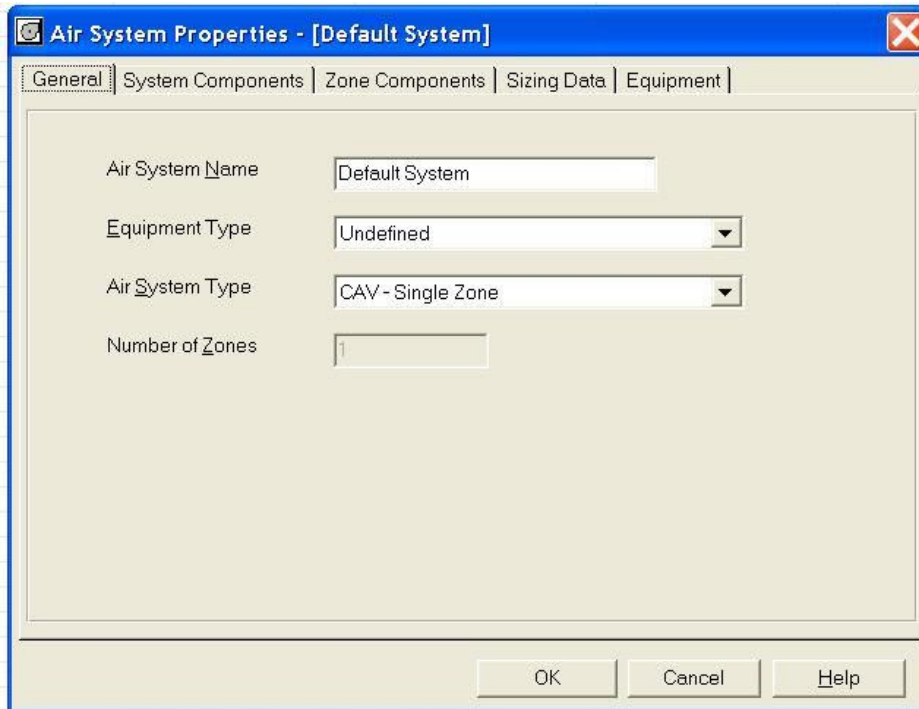 Air System Properties - [Default System]
General System Components Zone Components Sizing Data Equipment
Air System Name Default System
Equipment Type Undefined
Air System Type CAV - Single Zone
Number of Zones 1
OK Cancel Help